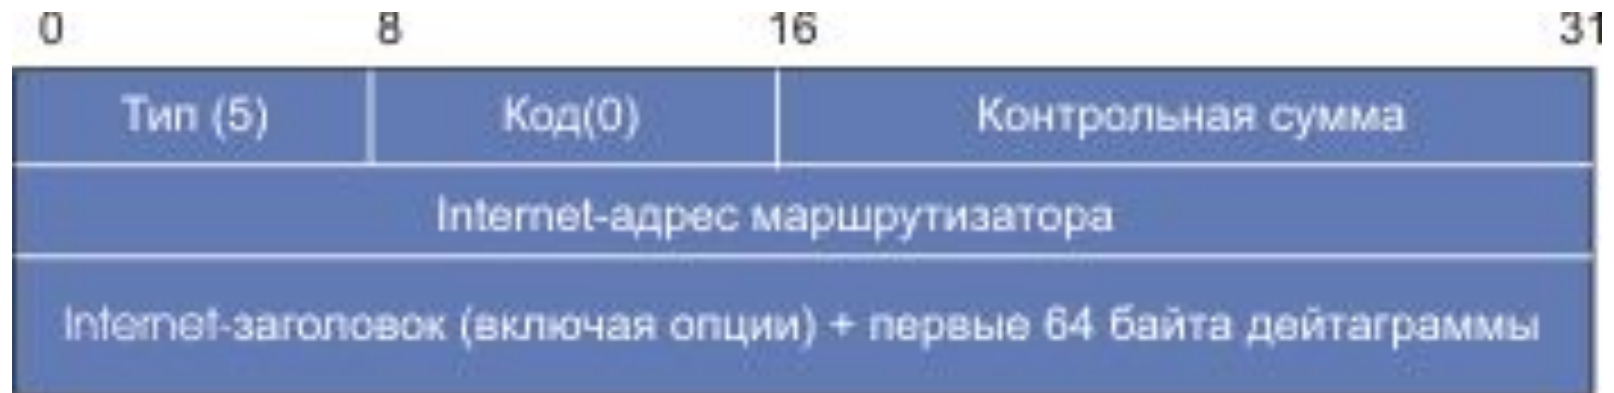 0 8 16 31
Тип (5) Код(0) Контрольная сумма
Internet-адрес маршрутизатора
Internet-заголовок (включая опции) + первые 64 байта дейтаграммы